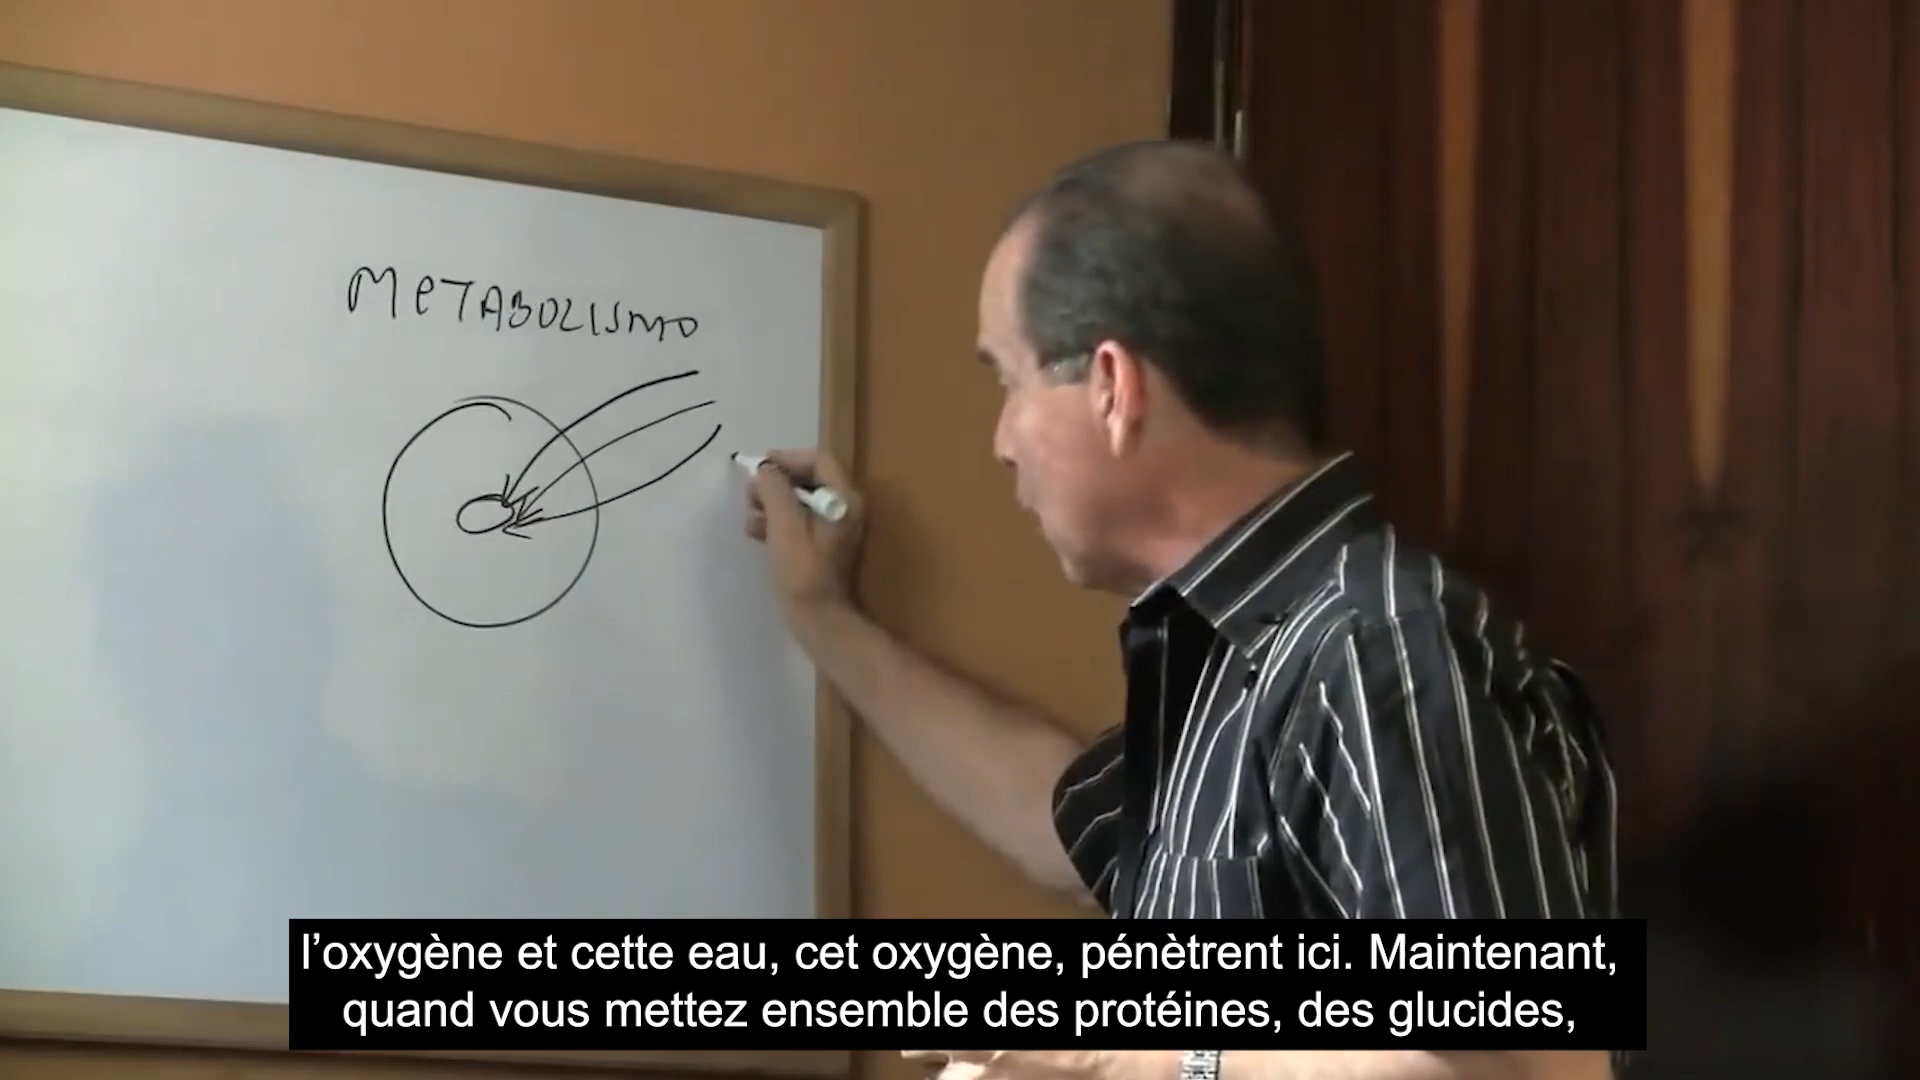 METABOLISMO
l’oxygène et cette eau, cet oxygène, pénètrent ici. Maintenant,
quand vous mettez ensemble des protéines, des glucides,